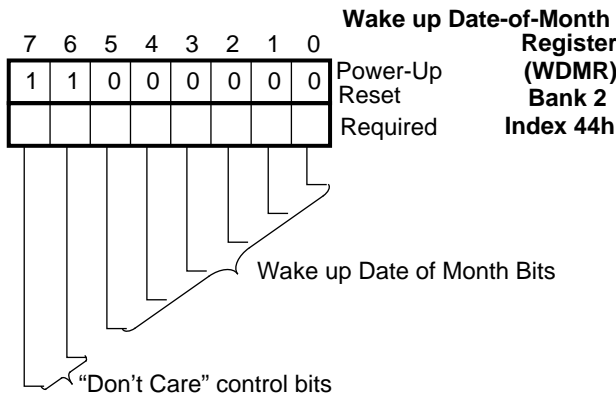 Wake up Date-of-Month
Register
(WDMR)
Bank 2
Index 44h
7 6 5 4 3 2 1 0
1 1 0 0 0 0 0 0
Power-Up
Reset
Required
Wake up Date of Month Bits
“Don’t Care” control bits